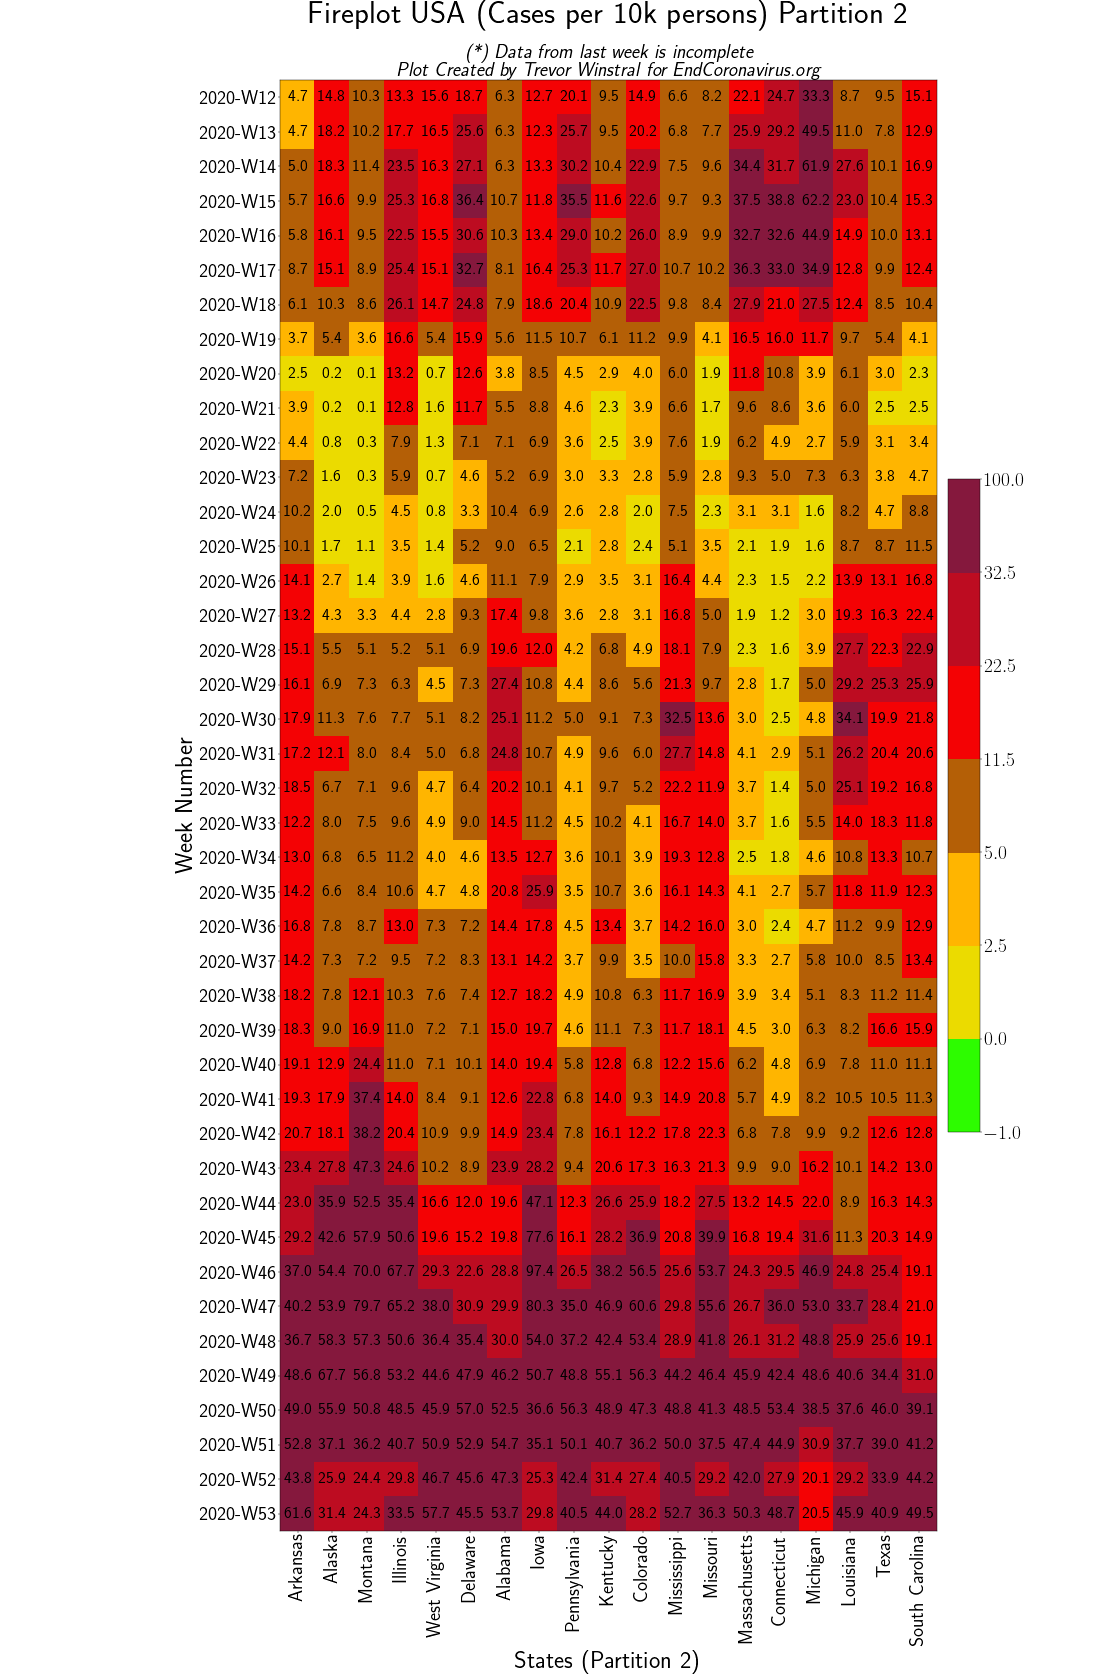 Fireplot USA (Cases per 10k persons) Partition 2
(*) Data from last week is incomplete
Plot Created by Trevor Winstral for EndCoronavirus.org
2020-W12 4.7 14.8 10.3 13.3 15.6 18.7 6.3 12.7 20.1 9.5 14.9 6.6 8.2 22.1 24.7 33.3 8.7 9.5 15.1
2020-W13 4.7 18.2 10.2 17.7 16.5 25.6 6.3 12.3 25.7 9.5 20.2 6.8 7.7 25.9 29.2 49.5 11.0 7.8 12.9
2020-W14 5.0 18.3 11.4 23.5 16.3 27.1 6.3 13.3 30.2 10.4 22.9 7.5 9.6 34.4 31.7 61.9 27.6 10.1 16.9
2020-W15 5.7 16.6 9.9 25.3 16.8 36.4 10.7 11.8 35.5 11.6 22.6 9.7 9.3 37.5 38.8 62.2 23.0 10.4 15.3
2020-W16 5.8 16.1 9.5 22.5 15.5 30.6 10.3 13.4 29.0 10.2 26.0 8.9 9.9 32.7 32.6 44.9 14.9 10.0 13.1
2020-W17 8.7 15.1 8.9 25.4 15.1 32.7 8.1 16.4 25.3 11.7 27.0 10.7 10.2 36.3 33.0 34.9 12.8 9.9 12.4
2020-W18 6.1 10.3 8.6 26.1 14.7 24.8 7.9 18.6 20.4 10.9 22.5 9.8 8.4 27.9 21.0 27.5 12.4 8.5 10.4
2020-W19 3.7 5.4 3.6 16.6 5.4 15.9 5.6 11.5 10.7 6.1 11.2 9.9 4.1 16.5 16.0 11.7 9.7 5.4 4.1
2020-W20 2.5 0.2 0.1 13.2 0.7 12.6 3.8 8.5 4.5 2.9 4.0 6.0 1.9 11.8 10.8 3.9 6.1 3.0 2.3
2020-W21 3.9 0.2 0.1 12.8 1.6 11.7 5.5 8.8 4.6 2.3 3.9 6.6 1.7 9.6 8.6 3.6 6.0 2.5 2.5
2020-W22 4.4 0.8 0.3 7.9 1.3 7.1 7.1 6.9 3.6 2.5 3.9 7.6 1.9 6.2 4.9 2.7 5.9 3.1 3.4
2020-W23 7.2 1.6 0.3 5.9 0.7 4.6 5.2 6.9 3.0 3.3 2.8 5.9 2.8 9.3 5.0 7.3 6.3 3.8 4.7
2020-W24 10.2 2.0 0.5 4.5 0.8 3.3 10.4 6.9 2.6 2.8 2.0 7.5 2.3 3.1 3.1 1.6 8.2 4.7 8.8
2020-W25 10.1 1.7 1.1 3.5 1.4 5.2 9.0 6.5 2.1 2.8 2.4 5.1 3.5 2.1 1.9 1.6 8.7 8.7 11.5
2020-W26 14.1 2.7 1.4 3.9 1.6 4.6 11.1 7.9 2.9 3.5 3.1 16.4 4.4 2.3 1.5 2.2 13.9 13.1 16.8
2020-W27 13.2 4.3 3.3 4.4 2.8 9.3 17.4 9.8 3.6 2.8 3.1 16.8 5.0 1.9 1.2 3.0 19.3 16.3 22.4
2020-W28 15.1 5.5 5.1 5.2 5.1 6.9 19.6 12.0 4.2 6.8 4.9 18.1 7.9 2.3 1.6 3.9 27.7 22.3 22.9
2020-W29 16.1 6.9 7.3 6.3 4.5 7.3 27.4 10.8 4.4 8.6 5.6 21.3 9.7 2.8 1.7 5.0 29.2 25.3 25.9
2020-W30 17.9 11.3 7.6 7.7 5.1 8.2 25.1 11.2 5.0 9.1 7.3 32.5 13.6 3.0 2.5 4.8 34.1 19.9 21.8
2020-W31 17.2 12.1 8.0 8.4 5.0 6.8 24.8 10.7 4.9 9.6 6.0 27.7 14.8 4.1 2.9 5.1 26.2 20.4 20.6
2020-W32 18.5 6.7 7.1 9.6 4.7 6.4 20.2 10.1 4.1 9.7 5.2 22.2 11.9 3.7 1.4 5.0 25.1 19.2 16.8
2020-W33 12.2 8.0 7.5 9.6 4.9 9.0 14.5 11.2 4.5 10.2 4.1 16.7 14.0 3.7 1.6 5.5 14.0 18.3 11.8
2020-W34 13.0 6.8 6.5 11.2 4.0 4.6 13.5 12.7 3.6 10.1 3.9 19.3 12.8 2.5 1.8 4.6 10.8 13.3 10.7
2020-W35 14.2 6.6 8.4 10.6 4.7 4.8 20.8 25.9 3.5 10.7 3.6 16.1 14.3 4.1 2.7 5.7 11.8 11.9 12.3
2020-W36 16.8 7.8 8.7 13.0 7.3 7.2 14.4 17.8 4.5 13.4 3.7 14.2 16.0 3.0 2.4 4.7 11.2 9.9 12.9
2020-W37 14.2 7.3 7.2 9.5 7.2 8.3 13.1 14.2 3.7 9.9 3.5 10.0 15.8 3.3 2.7 5.8 10.0 8.5 13.4
2020-W38 18.2 7.8 12.1 10.3 7.6 7.4 12.7 18.2 4.9 10.8 6.3 11.7 16.9 3.9 3.4 5.1 8.3 11.2 11.4
2020-W39 18.3 9.0 16.9 11.0 7.2 7.1 15.0 19.7 4.6 11.1 7.3 11.7 18.1 4.5 3.0 6.3 8.2 16.6 15.9
2020-W40 19.1 12.9 24.4 11.0 7.1 10.1 14.0 19.4 5.8 12.8 6.8 12.2 15.6 6.2 4.8 6.9 7.8 11.0 11.1
2020-W41 19.3 17.9 37.4 14.0 8.4 9.1 12.6 22.8 6.8 14.0 9.3 14.9 20.8 5.7 4.9 8.2 10.5 10.5 11.3
2020-W42 20.7 18.1 38.2 20.4 10.9 9.9 14.9 23.4 7.8 16.1 12.2 17.8 22.3 6.8 7.8 9.9 9.2 12.6 12.8
2020-W43 23.4 27.8 47.3 24.6 10.2 8.9 23.9 28.2 9.4 20.6 17.3 16.3 21.3 9.9 9.0 16.2 10.1 14.2 13.0
2020-W44 23.0 35.9 52.5 35.4 16.6 12.0 19.6 47.1 12.3 26.6 25.9 18.2 27.5 13.2 14.5 22.0 8.9 16.3 14.3
2020-W45 29.2 42.6 57.9 50.6 19.6 15.2 19.8 77.6 16.1 28.2 36.9 20.8 39.9 16.8 19.4 31.6 11.3 20.3 14.9
2020-W46 37.0 54.4 70.0 67.7 29.3 22.6 28.8 97.4 26.5 38.2 56.5 25.6 53.7 24.3 29.5 46.9 24.8 25.4 19.1
2020-W47 40.2 53.9 79.7 65.2 38.0 30.9 29.9 80.3 35.0 46.9 60.6 29.8 55.6 26.7 36.0 53.0 33.7 28.4 21.0
2020-W48 36.7 58.3 57.3 50.6 36.4 35.4 30.0 54.0 37.2 42.4 53.4 28.9 41.8 26.1 31.2 48.8 25.9 25.6 19.1
2020-W49 48.6 67.7 56.8 53.2 44.6 47.9 46.2 50.7 48.8 55.1 56.3 44.2 46.4 45.9 42.4 48.6 40.6 34.4 31.0
2020-W50 49.0 55.9 50.8 48.5 45.9 57.0 52.5 36.6 56.3 48.9 47.3 48.8 41.3 48.5 53.4 38.5 37.6 46.0 39.1
2020-W51 52.8 37.1 36.2 40.7 50.9 52.9 54.7 35.1 50.1 40.7 36.2 50.0 37.5 47.4 44.9 30.9 37.7 39.0 41.2
2020-W52 43.8 25.9 24.4 29.8 46.7 45.6 47.3 25.3 42.4 31.4 27.4 40.5 29.2 42.0 27.9 20.1 29.2 33.9 44.2
2020-W53 61.6 31.4 24.3 33.5 57.7 45.5 53.7 29.8 40.5 44.0 28.2 52.7 36.3 50.3 48.7 20.5 45.9 40.9 49.5
Week Number
Arkansas
Alaska
Montana
Illinois
West Virginia
Delaware
Alabama
Iowa
Pennsylvania
Kentucky
Colorado
Mississippi
Missouri
Massachusetts
Connecticut
Michigan
Louisiana
Texas
South Carolina
States (Partition 2)
100.0
32.5
22.5
11.5
5.0
2.5
0.0
−1.0